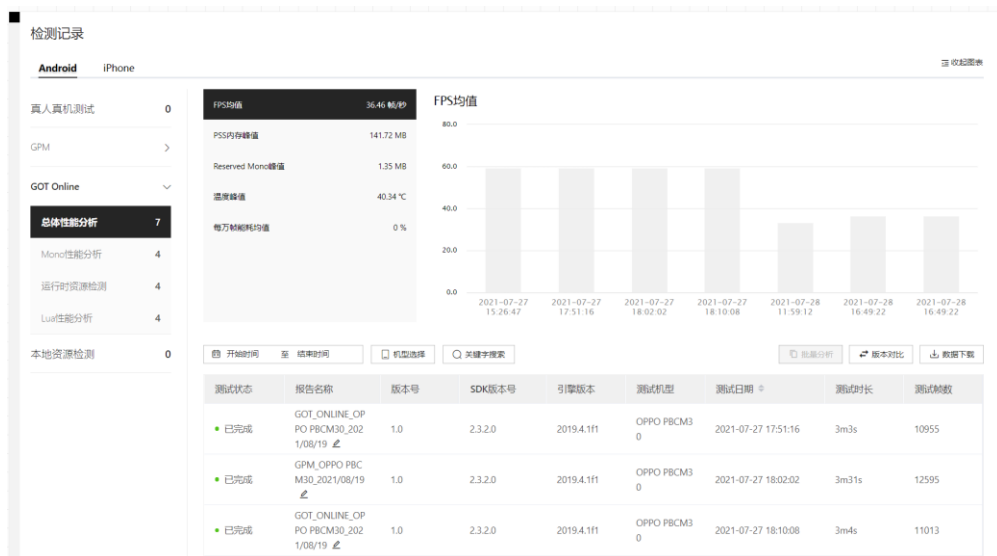 检测记录
Android iPhone
收起图表
真人真机测试 0
GPM
GOT Online
总体性能分析 7
Mono性能分析 4
运行时资源检测 4
Lua性能分析 4
本地资源检测 0
FPS均值 36.46 帧/秒
PSS内存峰值 141.72 MB
Reserved Mono峰值 1.35 MB
温度峰值 40.34 ℃
每万帧能耗均值 0 %
FPS均值
80.0
60.0
40.0
20.0
0.0
2021-07-27 2021-07-27 2021-07-27 2021-07-27 2021-07-28 2021-07-28 2021-07-28
15:26:47 17:51:16 18:02:02 18:10:08 11:59:12 16:49:22 16:49:22
开始时间 至 结束时间 机型选择 关键字搜索 批量分析 版本对比 数据下载
测试状态 报告名称 版本号 SDK版本号 引擎版本 测试机型 测试日期 测试时长 测试帧数
GOT_ONLINE_OP
已完成 PO PBCM30_202 1.0 2.3.2.0 2019.4.1f1 OPPO PBCM3 2021-07-27 17:51:16 3m3s 10955
1/08/19 0
GPM_OPPO PBC
已完成 M30_2021/08/19 1.0 2.3.2.0 2019.4.1f1 OPPO PBCM3 2021-07-27 18:02:02 3m31s 12595
0
GOT_ONLINE_OP
已完成 PO PBCM30_202 1.0 2.3.2.0 2019.4.1f1 OPPO PBCM3 2021-07-27 18:10:08 3m4s 11013
1/08/19 0